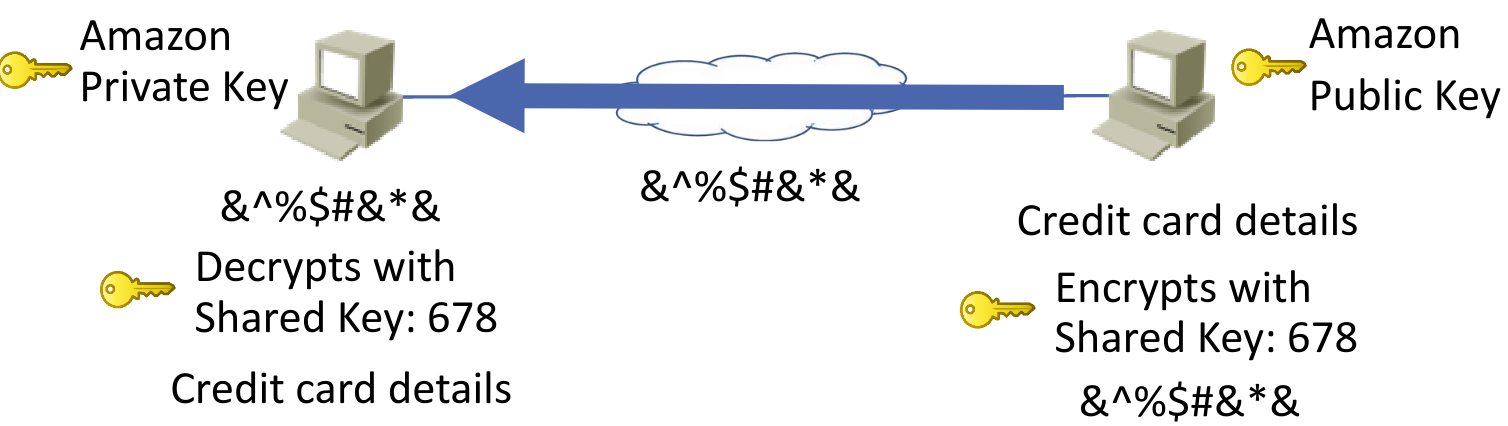 Amazon
Private Key
Amazon
Public Key
&^%$#&*&
&^%$#&*&
Decrypts with
Shared Key: 678
Credit card details
Credit card details
Encrypts with
Shared Key: 678
&^%$#&*&